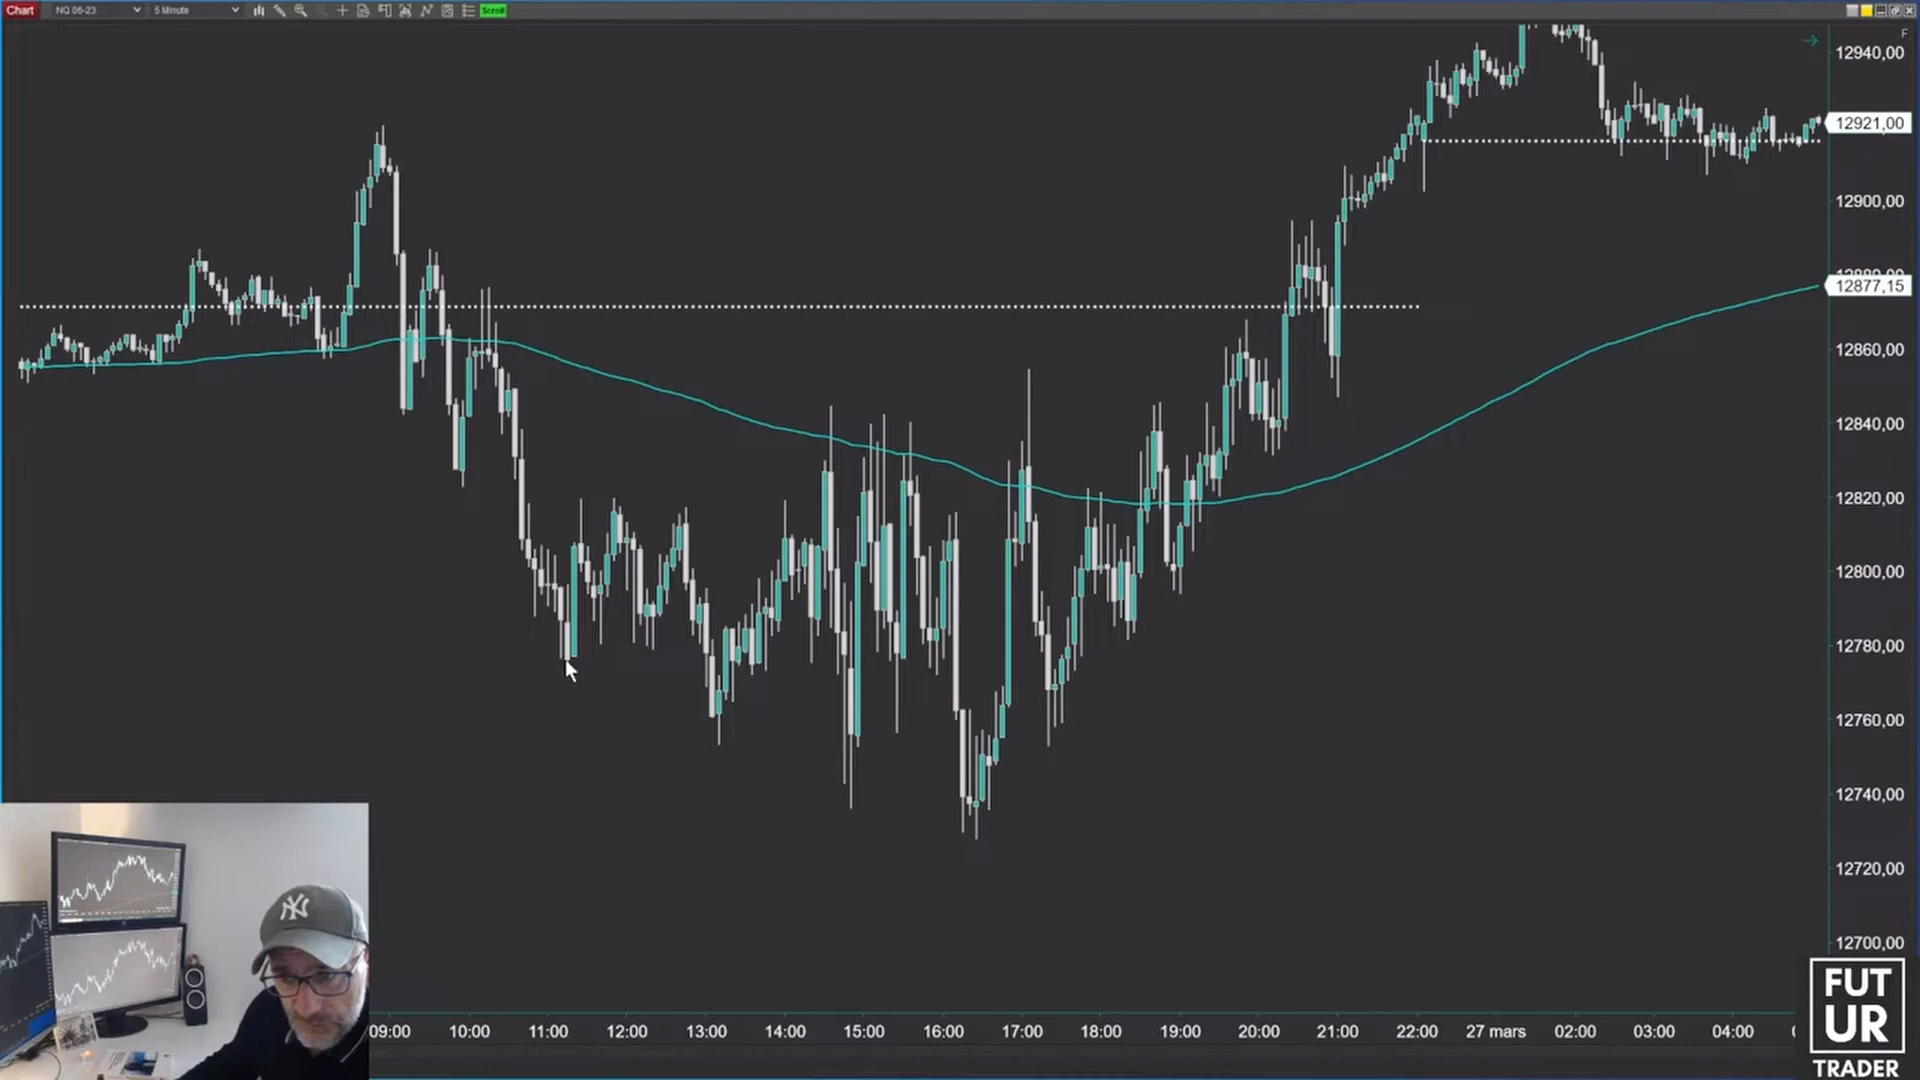 Chart NQ 06-23 5 Minute Scroll
F
12940,00
12921,00
12900,00
12880,00
12877,15
12860,00
12840,00
12820,00
12800,00
12780,00
12760,00
12740,00
12720,00
12700,00
09:00 10:00 11:00 12:00 13:00 14:00 15:00 16:00 17:00 18:00 19:00 20:00 21:00 22:00 27 mars 02:00 03:00 04:00
NY
FUT
UR
TRADER